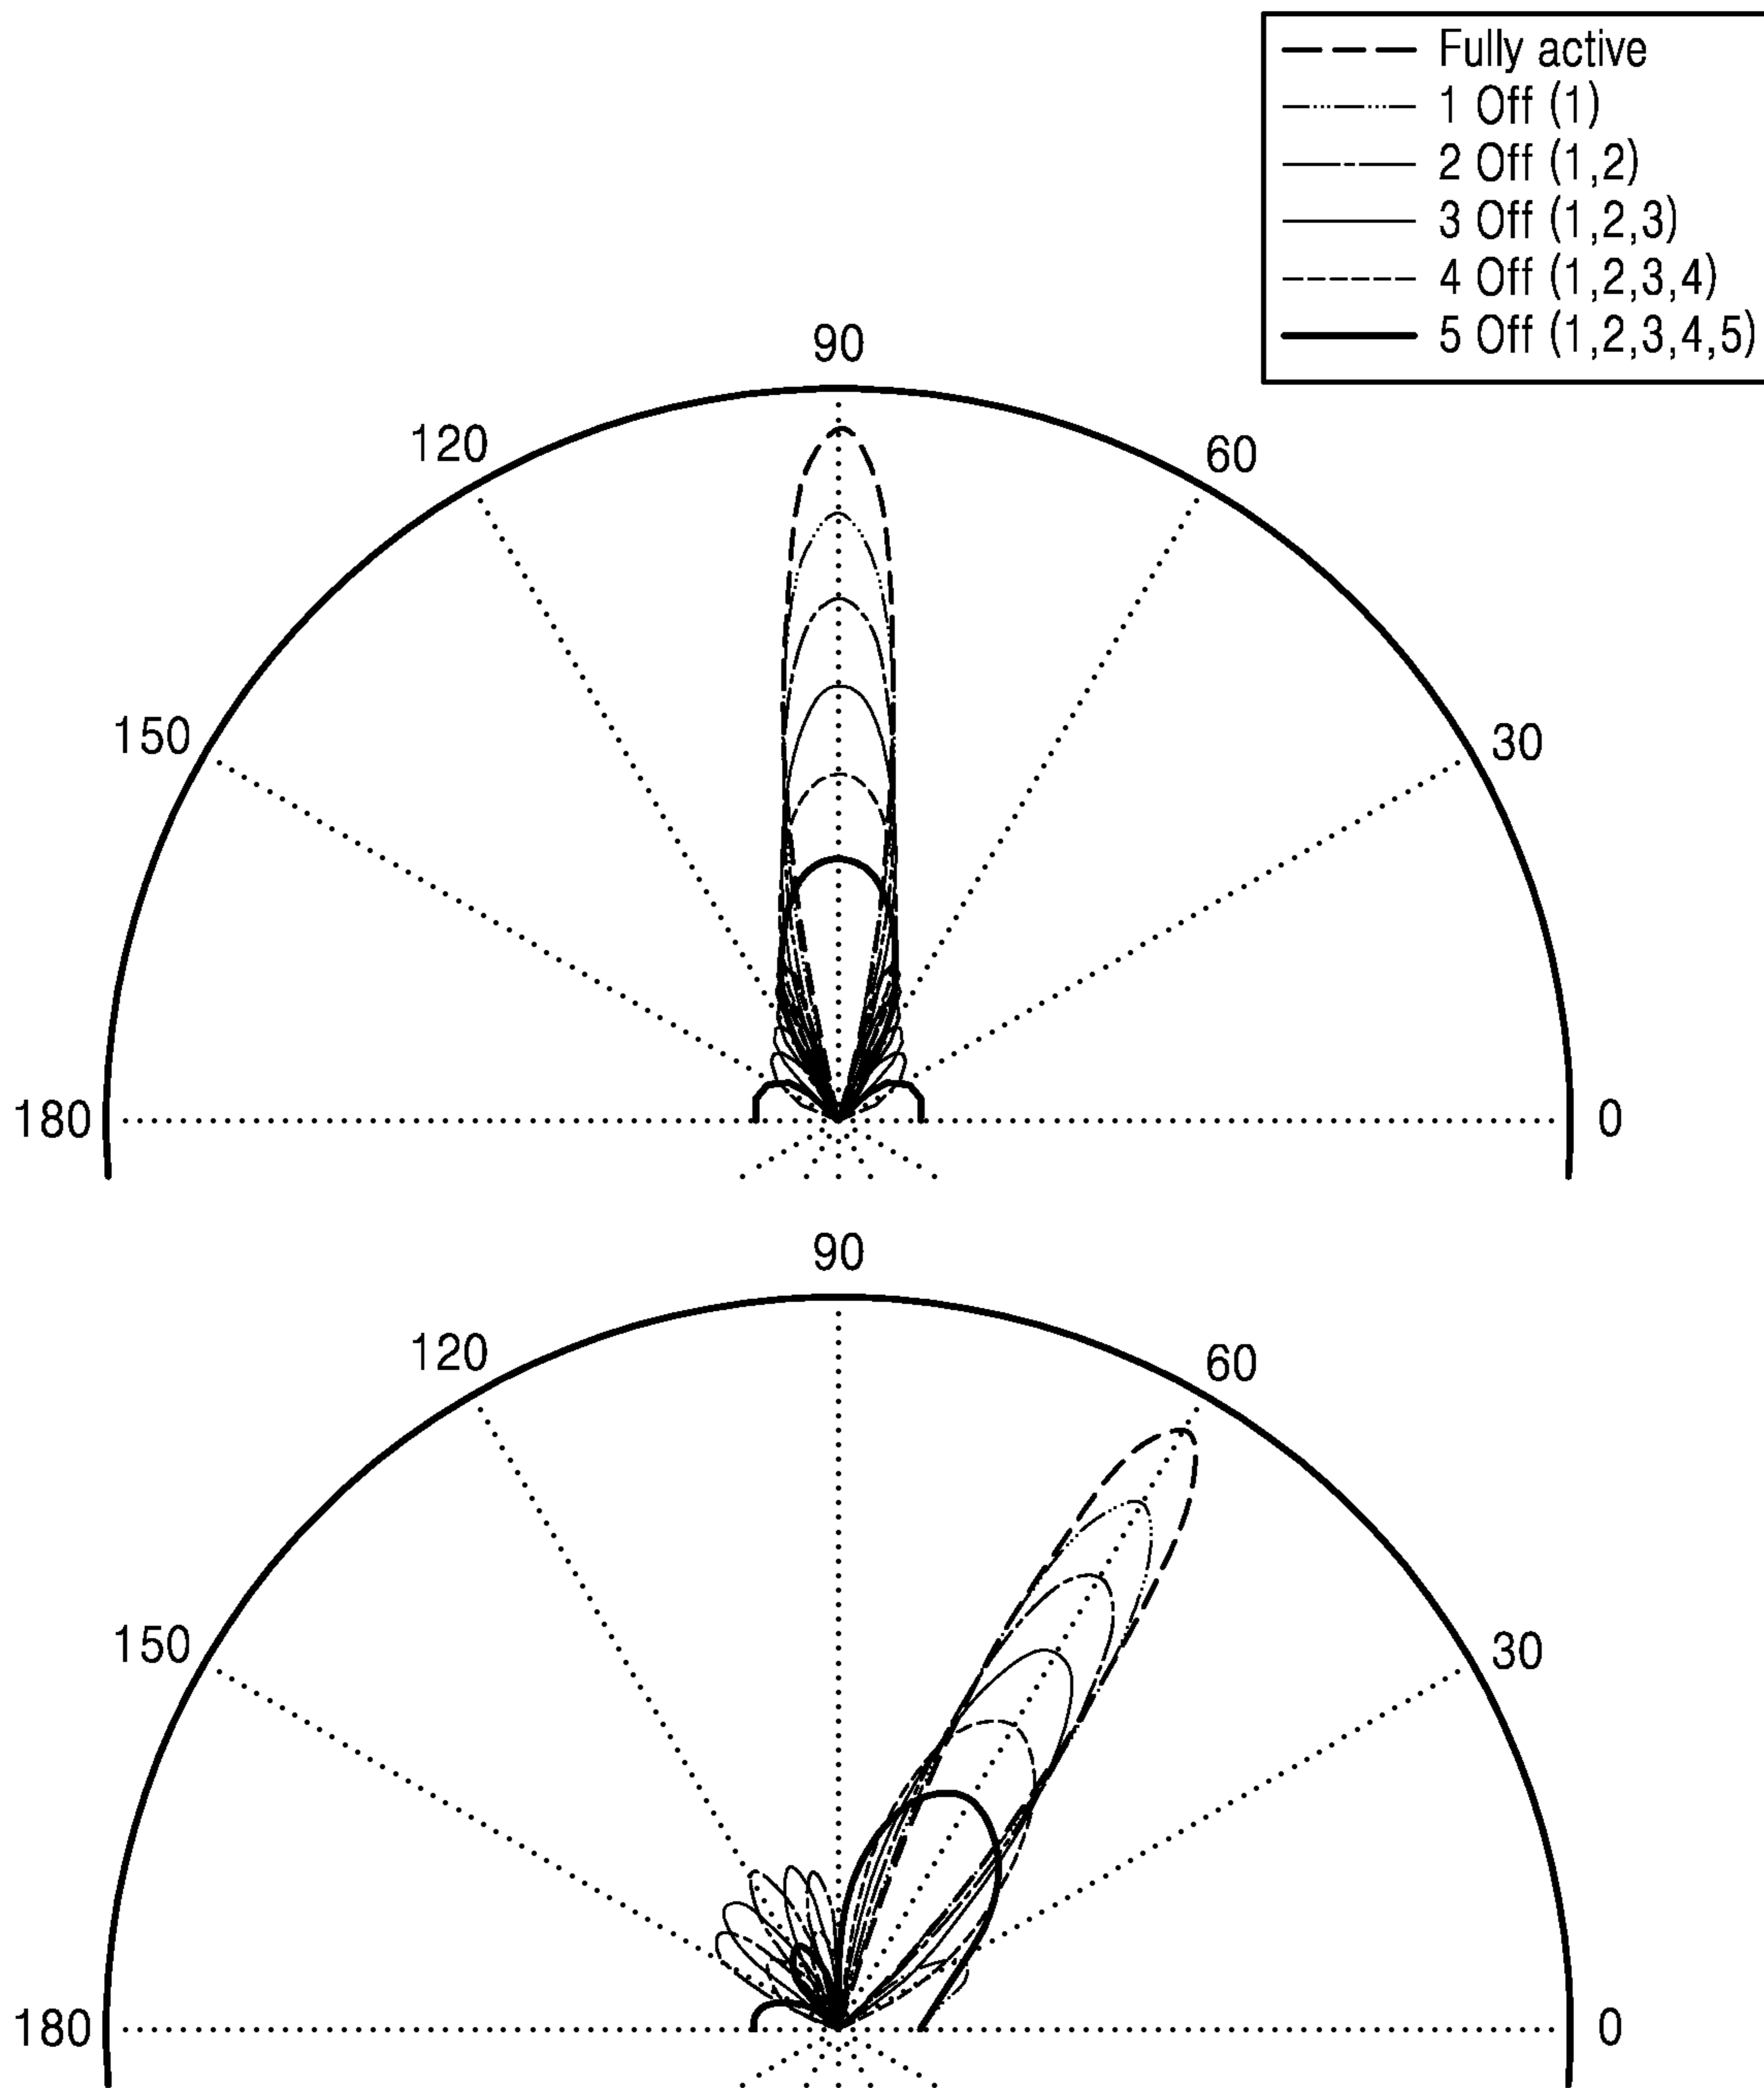 Fully active
1 Off (1)
2 Off (1,2)
3 Off (1,2,3)
4 Off (1,2,3,4)
5 Off (1,2,3,4,5)
90
120
60
150
30
180
0
90
120
60
150
30
180
0